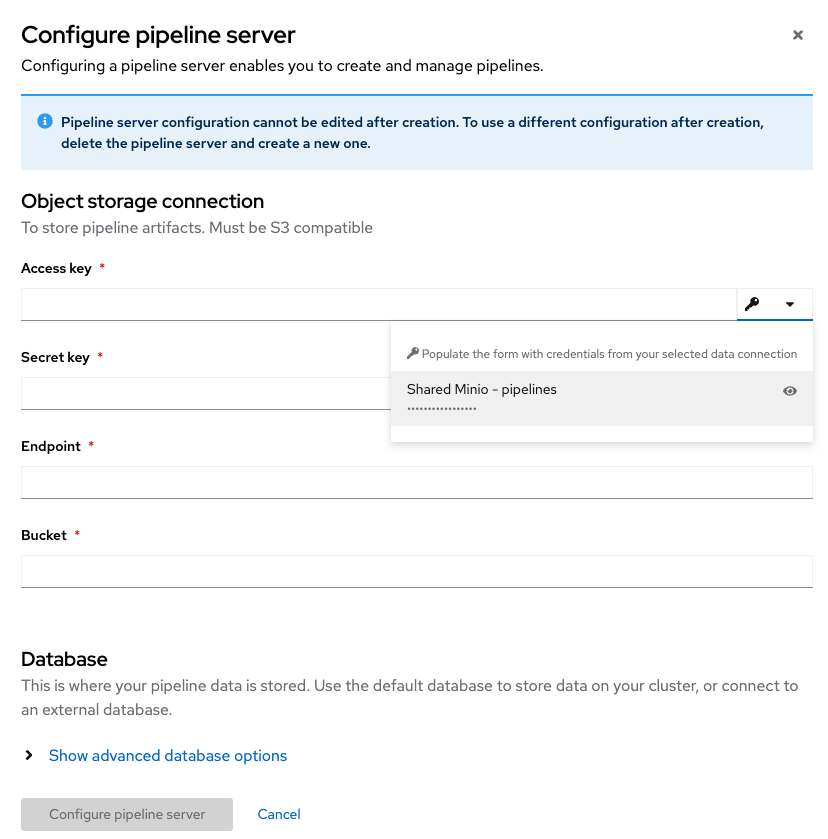 Configure pipeline server
Configuring a pipeline server enables you to create and manage pipelines.
Pipeline server configuration cannot be edited after creation. To use a different configuration after creation,
delete the pipeline server and create a new one.
Object storage connection
To store pipeline artifacts. Must be S3 compatible
Access key *
Populate the form with credentials from your selected data connection
Shared Minio - pipelines
•••••••••••••••••
Secret key *
Endpoint *
Bucket *
Database
This is where your pipeline data is stored. Use the default database to store data on your cluster, or connect to
an external database.
Show advanced database options
Configure pipeline server Cancel